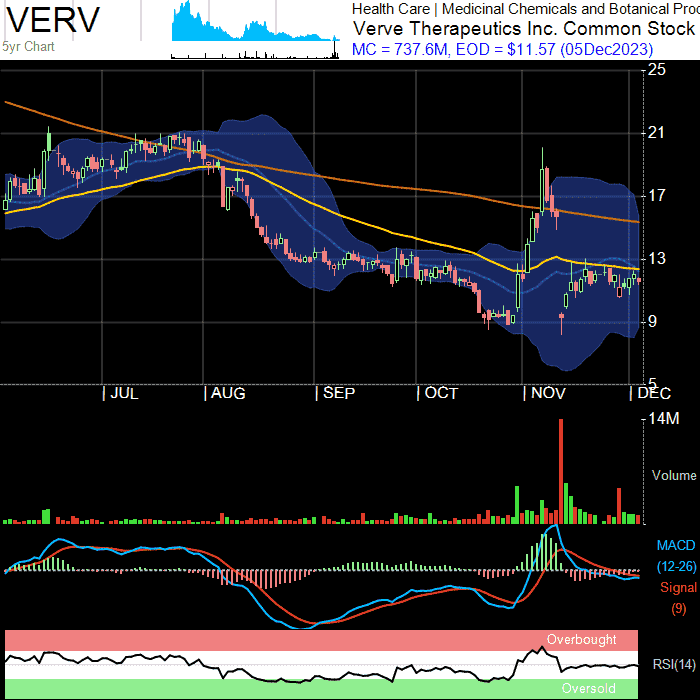 VERV
5yr Chart
Health Care | Medicinal Chemicals and Botanical Proc
Verve Therapeutics Inc. Common Stock
MC = 737.6M, EOD = $11.57 (05Dec2023)
25
21
17
13
9
5
JUL AUG SEP OCT NOV DEC
14M
Volume
MACD
(12-26)
Signal
(9)
Overbought
RSI(14)
Oversold